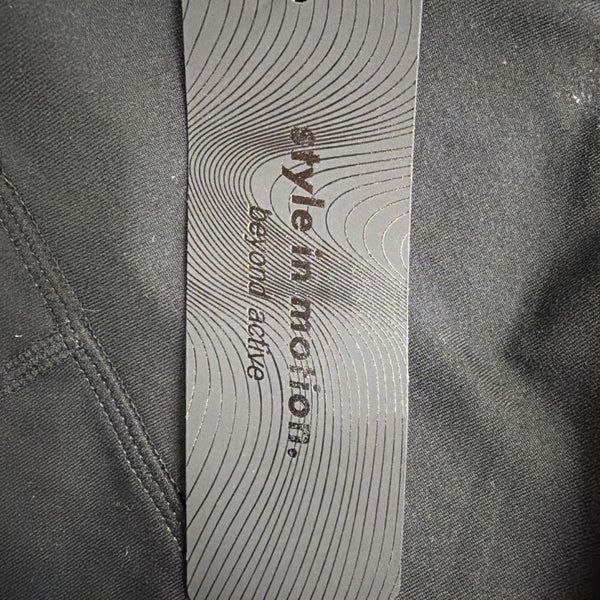 style in motion.
beyond active